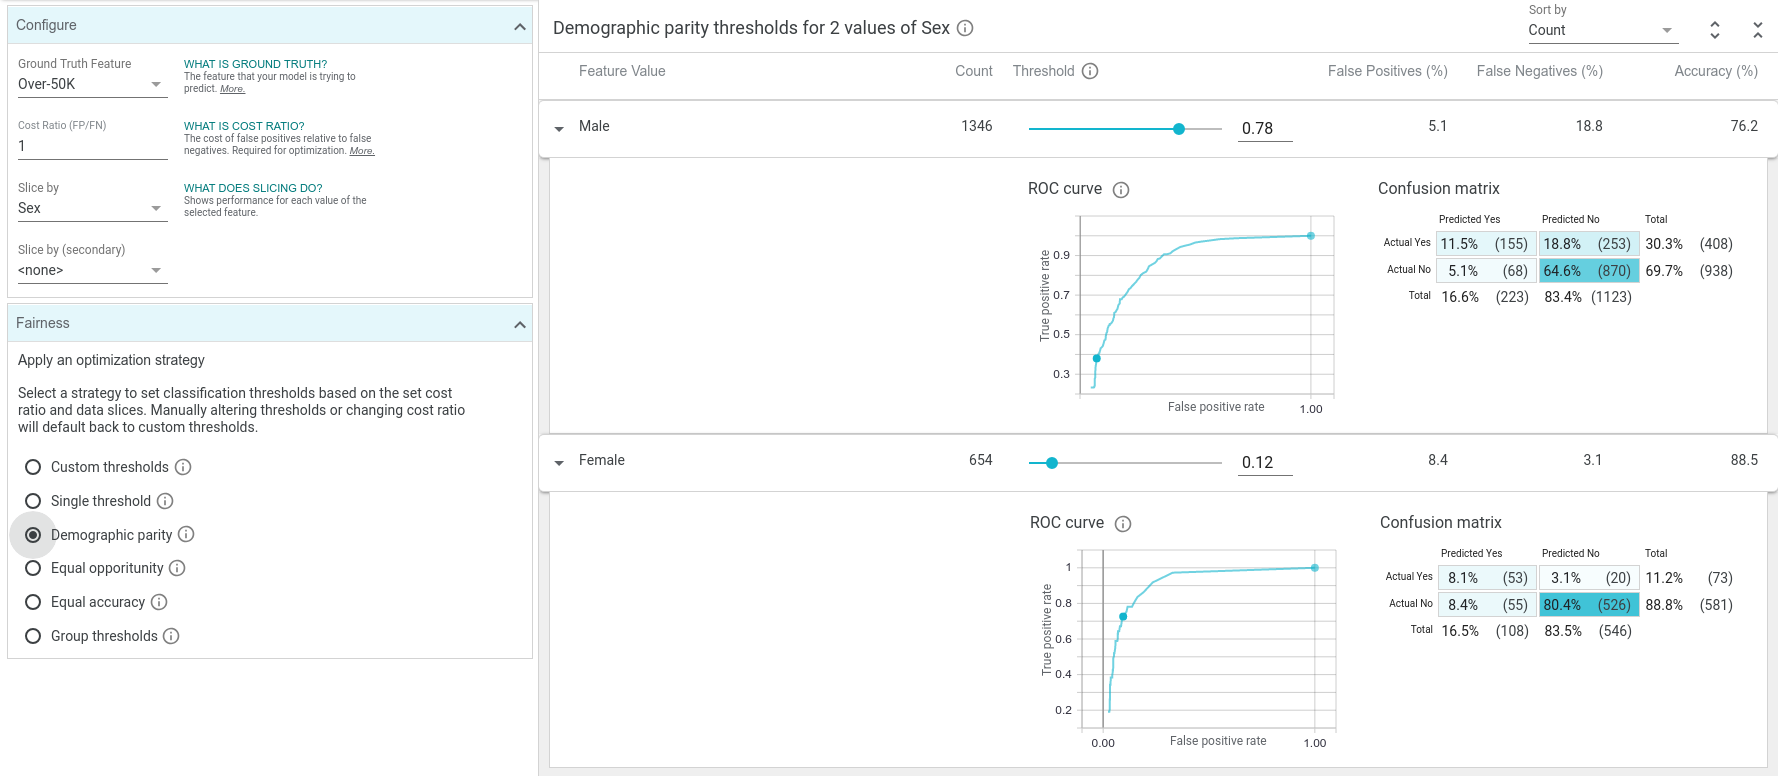 Configure
Ground Truth Feature
Over-50K
WHAT IS GROUND TRUTH?
The feature that your model is trying to
predict. More.
Cost Ratio (FP/FN)
1
WHAT IS COST RATIO?
The cost of false positives relative to false
negatives. Required for optimization. More.
Slice by
Sex
WHAT DOES SLICING DO?
Shows performance for each value of the
selected feature.
Slice by (secondary)
<none>
Fairness
Apply an optimization strategy
Select a strategy to set classification thresholds based on the set cost
ratio and data slices. Manually altering thresholds or changing cost ratio
will default back to custom thresholds.
Custom thresholds
Single threshold
Demographic parity
Equal opportunity
Equal accuracy
Group thresholds
Demographic parity thresholds for 2 values of Sex
Sort by
Count
Feature Value Count Threshold False Positives (%) False Negatives (%) Accuracy (%)
Male 1346 0.78 5.1 18.8 76.2
ROC curve
0.9
0.7
0.5
0.3
True positive rate
False positive rate
1.00
Confusion matrix
Predicted Yes Predicted No Total
Actual Yes 11.5% (155) 18.8% (253) 30.3% (408)
Actual No 5.1% (68) 64.6% (870) 69.7% (938)
Total 16.6% (223) 83.4% (1123)
Female 654 0.12 8.4 3.1 88.5
ROC curve
1
0.8
0.6
0.4
0.2
True positive rate
0.00 False positive rate 1.00
Confusion matrix
Predicted Yes Predicted No Total
Actual Yes 8.1% (53) 3.1% (20) 11.2% (73)
Actual No 8.4% (55) 80.4% (526) 88.8% (581)
Total 16.5% (108) 83.5% (546)